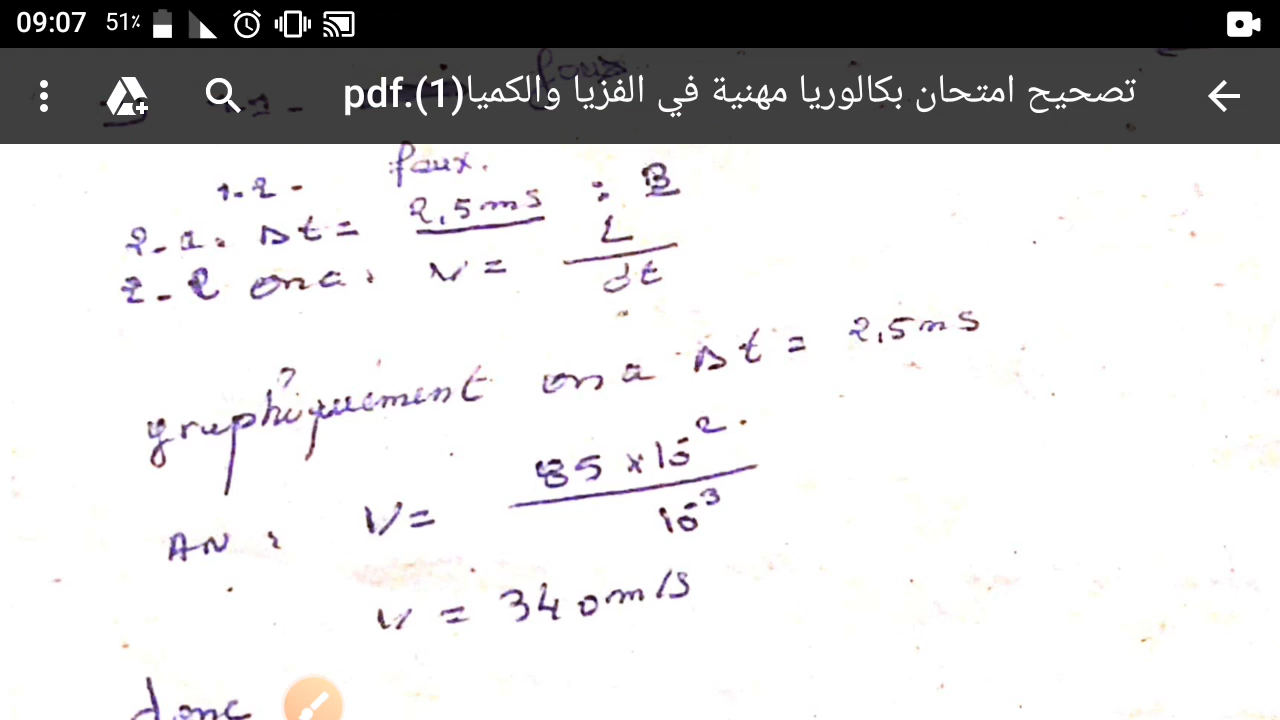 09:07 51%
تصحيح امتحان بكالوريا مهنية في الفزيا والكميا(1).pdf
1.2- faux.
2-1. Δt = 2,5ms : B
2-2 on a: V = L / dt
graphiquement on a Δt = 2,5ms
AN: V = 85 x 10^-2 / 10^-3
V = 340 m/s
donc